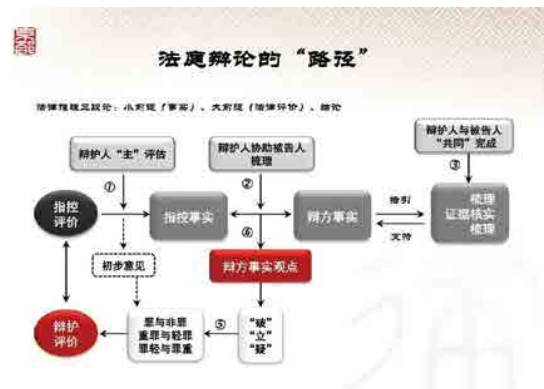 法庭辩论的“路径”
法律推理三段论：小前提（事实）、大前提（法律评价）、结论
辩护人“主”评估
辩护人协助被告人
梳理
辩护人与被告人
“共同”完成
①
②
③
指控
评价
指控事实
辩方事实
指引
支持
梳理
证据核实
梳理
⑥
初步意见
辩方事实观点
辩护
评价
罪与非罪
重罪与轻罪
罪轻与罪重
⑤
“破”
“立”
“疑”